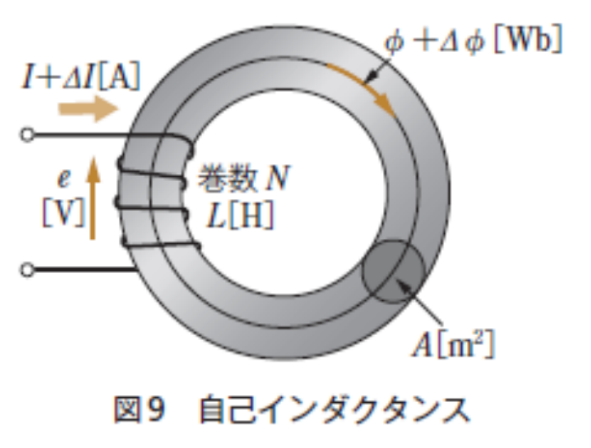 ϕ+Δϕ[Wb]
I+ΔI[A]
e
[V]
巻数 N
L[H]
A[m²]
図9 自己インダクタンス